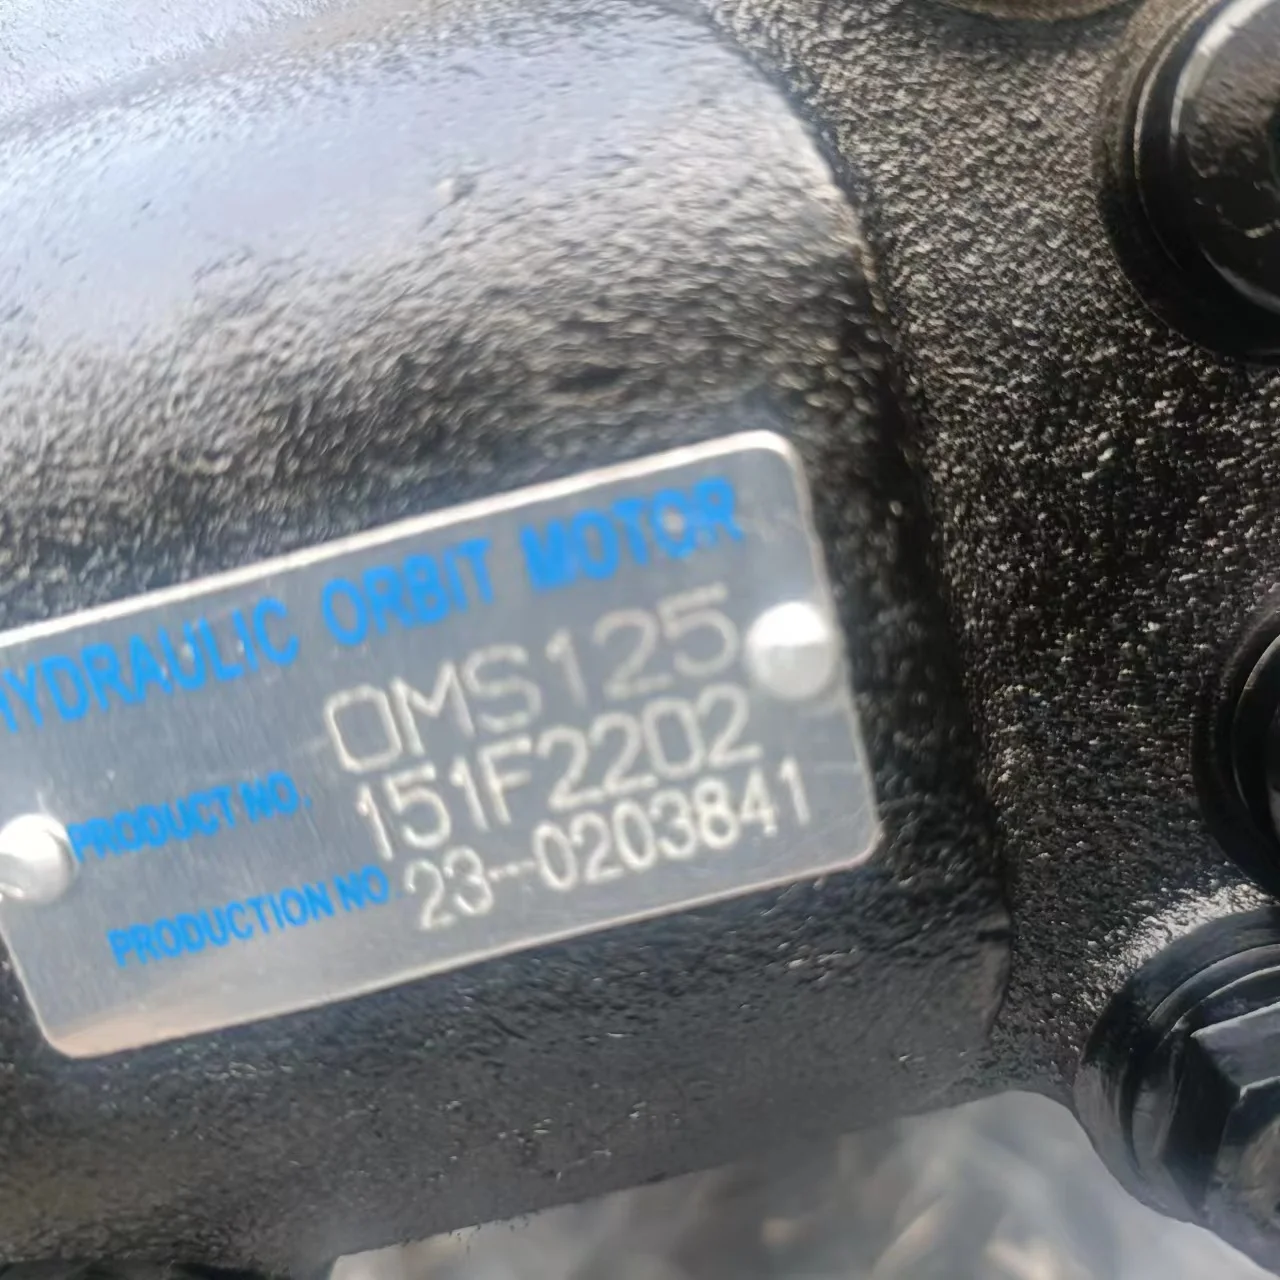 HYDRAULIC ORBIT MOTOR
OMS125
PRODUCT NO. 151F2202
PRODUCTION NO. 23-0203841